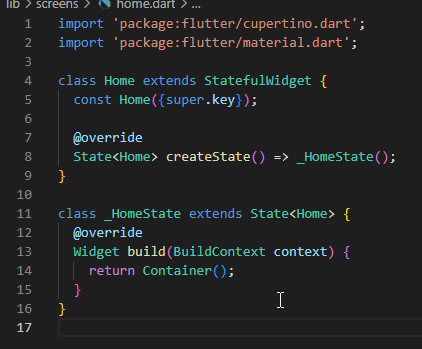 lib > screens > home.dart > ...
1 import 'package:flutter/cupertino.dart';
2 import 'package:flutter/material.dart';
3
4 class Home extends StatefulWidget {
5   const Home({super.key});
6
7   @override
8   State<Home> createState() => _HomeState();
9 }
10
11 class _HomeState extends State<Home> {
12   @override
13   Widget build(BuildContext context) {
14     return Container();
15   }
16 }
17